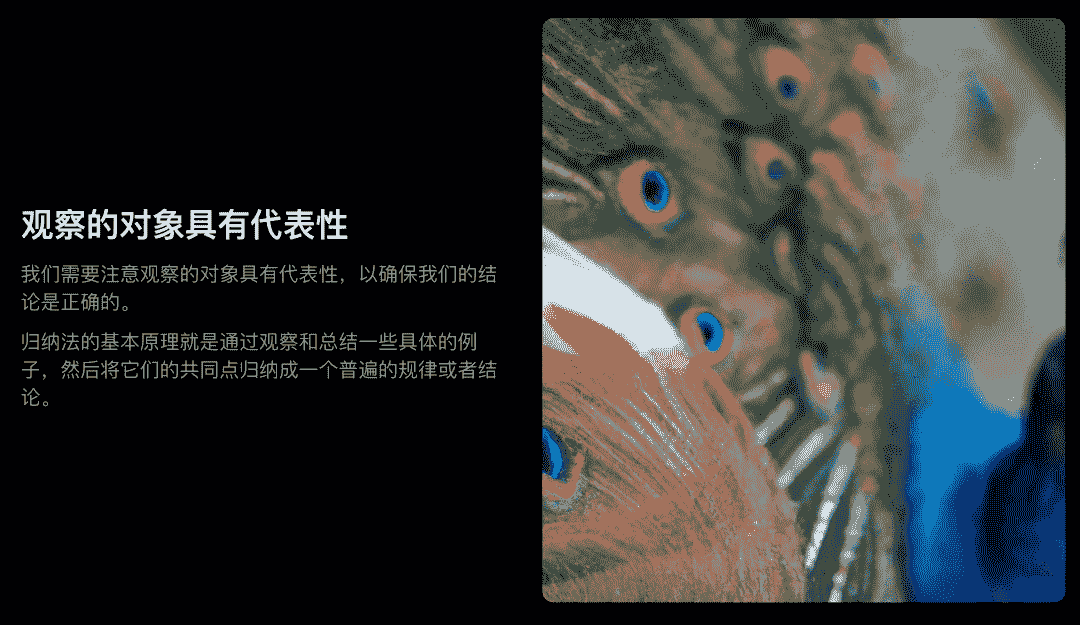 观察的对象具有代表性
我们需要注意观察的对象具有代表性，以确保我们的结
论是正确的。
归纳法的基本原理就是通过观察和总结一些具体的例
子，然后将它们的共同点归纳成一个普遍的规律或者结
论。